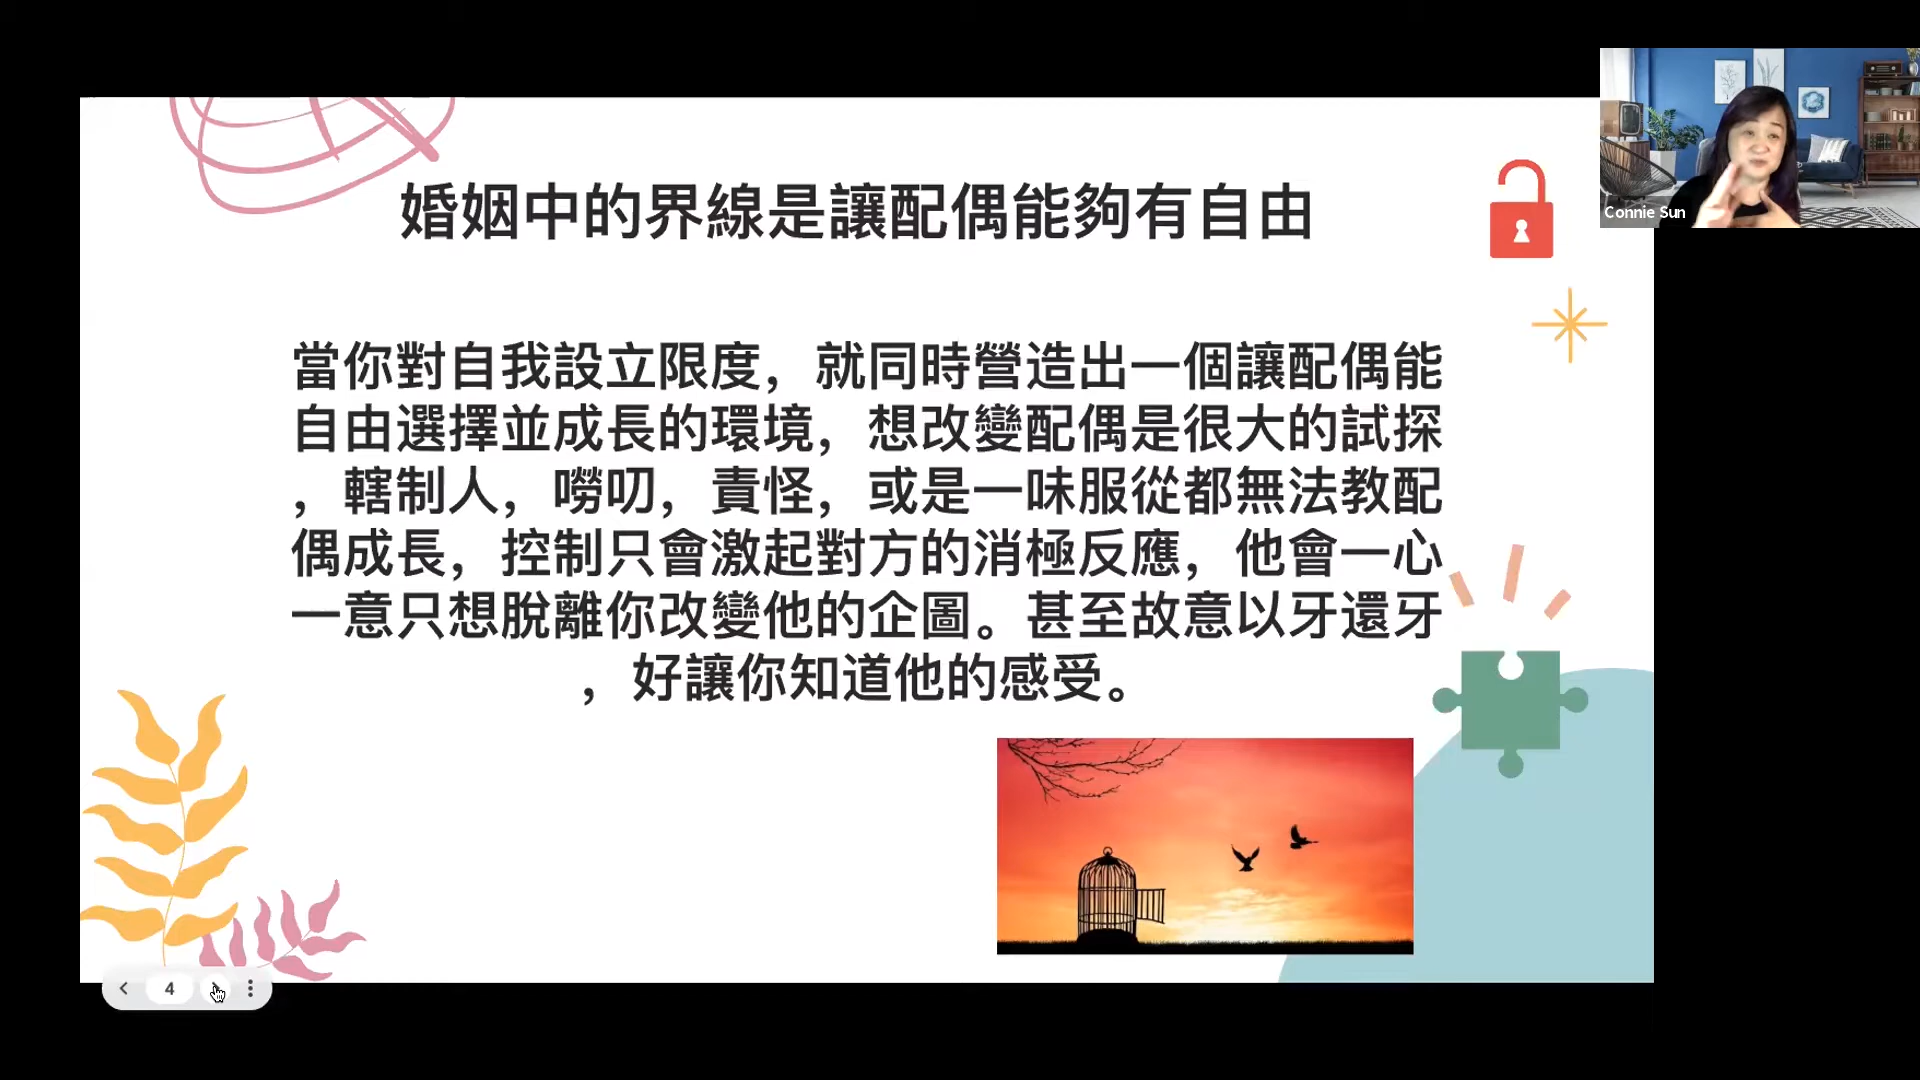 婚姻中的界線是讓配偶能夠有自由
當你對自我設立限度，就同時營造出一個讓配偶能
自由選擇並成長的環境，想改變配偶是很大的試探
，轄制人，嘮叨，責怪，或是一味服從都無法教配
偶成長，控制只會激起對方的消極反應，他會一心
一意只想脫離你改變他的企圖。甚至故意以牙還牙
，好讓你知道他的感受。
Connie Sun
4